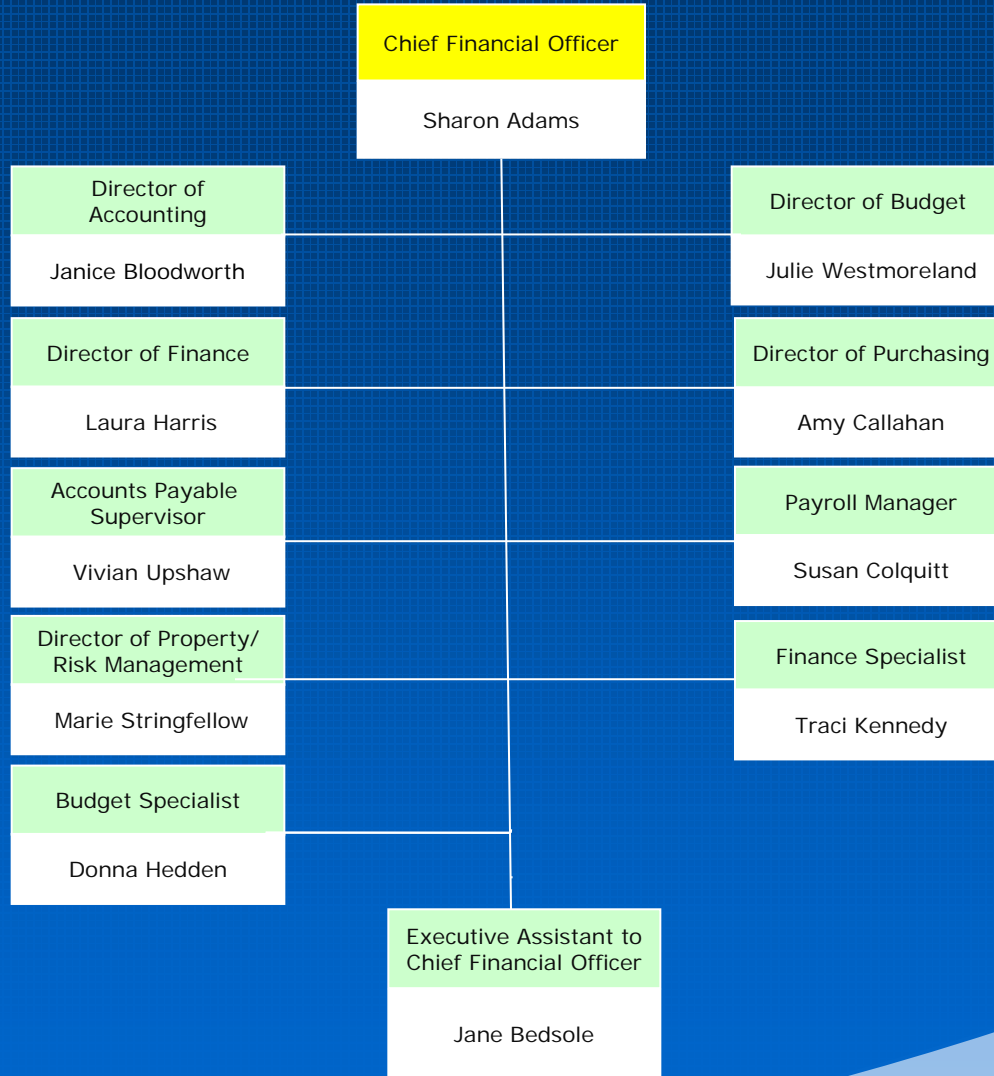 Chief Financial Officer
Sharon Adams
Director of
Accounting
Janice Bloodworth
Director of Budget
Julie Westmoreland
Director of Finance
Laura Harris
Director of Purchasing
Amy Callahan
Accounts Payable
Supervisor
Vivian Upshaw
Payroll Manager
Susan Colquitt
Director of Property/
Risk Management
Marie Stringfellow
Finance Specialist
Traci Kennedy
Budget Specialist
Donna Hedden
Executive Assistant to
Chief Financial Officer
Jane Bedsole